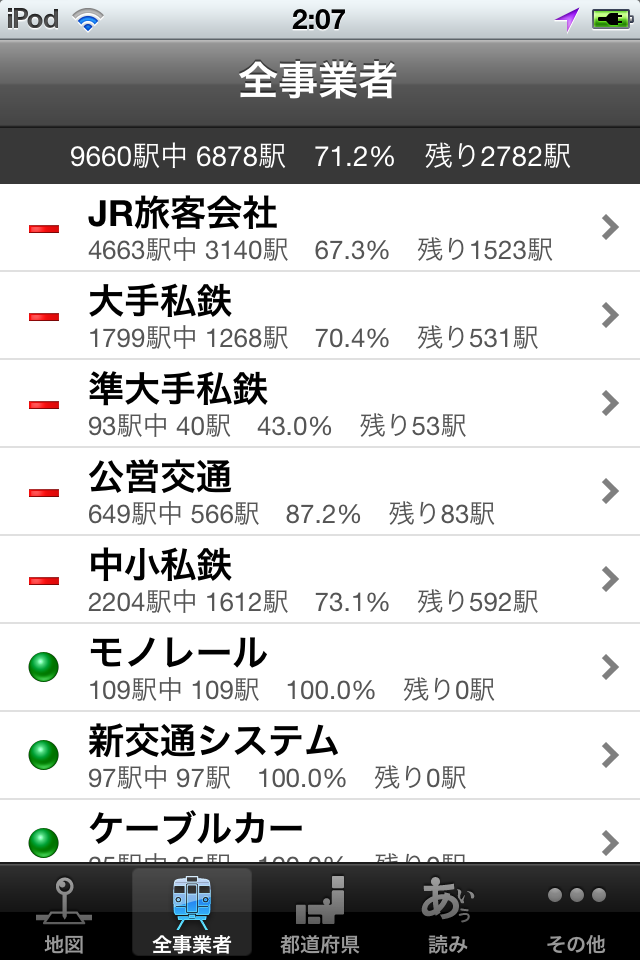 iPod 2:07
全事業者
9660駅中 6878駅 71.2% 残り2782駅
JR旅客会社
4663駅中 3140駅 67.3% 残り1523駅
大手私鉄
1799駅中 1268駅 70.4% 残り531駅
準大手私鉄
93駅中 40駅 43.0% 残り53駅
公営交通
649駅中 566駅 87.2% 残り83駅
中小私鉄
2204駅中 1612駅 73.1% 残り592駅
モノレール
109駅中 109駅 100.0% 残り0駅
新交通システム
97駅中 97駅 100.0% 残り0駅
ケーブルカー
あいう
地図 全事業者 都道府県 読み その他